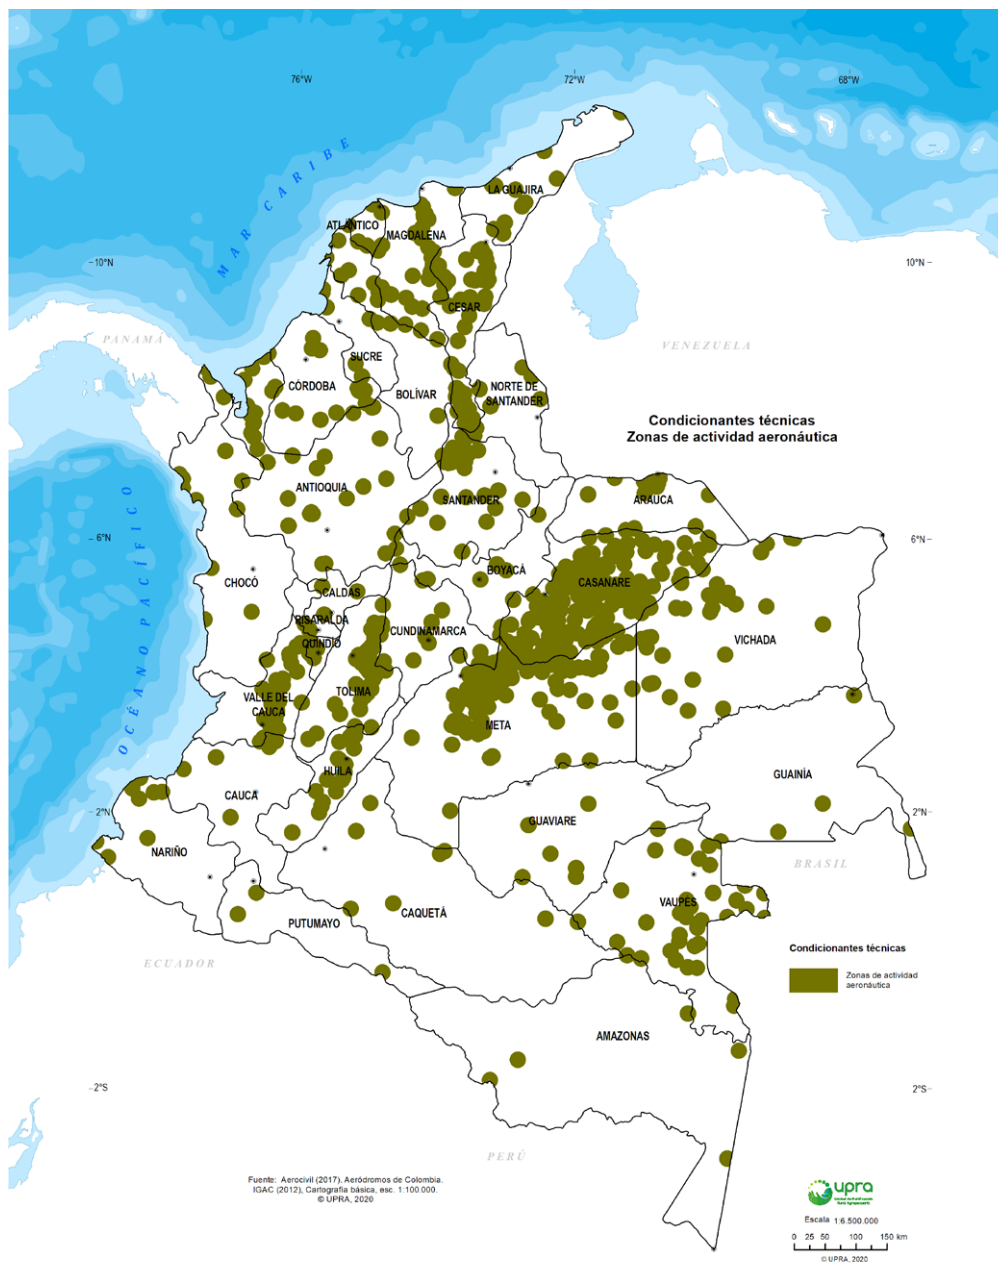 76°W
72°W
68°W
MAR CARIBE
LA GUAJIRA
ATLÁNTICO
MAGDALENA
10°N
10°N
CESAR
PANAMÁ
VENEZUELA
SUCRE
CÓRDOBA
BOLÍVAR
NORTE DE
SANTANDER
Condicionantes técnicas
Zonas de actividad aeronáutica
ANTIOQUIA
SANTANDER
ARAUCA
OCÉANO PACÍFICO
6°N
6°N
CHOCÓ
BOYACÁ
CASANARE
CALDAS
RISARALDA
CUNDINAMARCA
VICHADA
QUINDÍO
TOLIMA
VALLE DEL
CAUCA
META
HUILA
GUAINÍA
CAUCA
2°N
2°N
GUAVIARE
NARIÑO
BRASIL
VAUPÉS
CAQUETÁ
PUTUMAYO
ECUADOR
Condicionantes técnicas
Zonas de actividad
aeronáutica
AMAZONAS
2°S
2°S
PERÚ
Fuente: Aerocivil (2017), Aeródromos de Colombia.
IGAC (2012), Cartografía básica, esc. 1:100.000.
© UPRA, 2020
upra
Escala 1:6.500.000
0 25 50 100 150 km
© UPRA, 2020